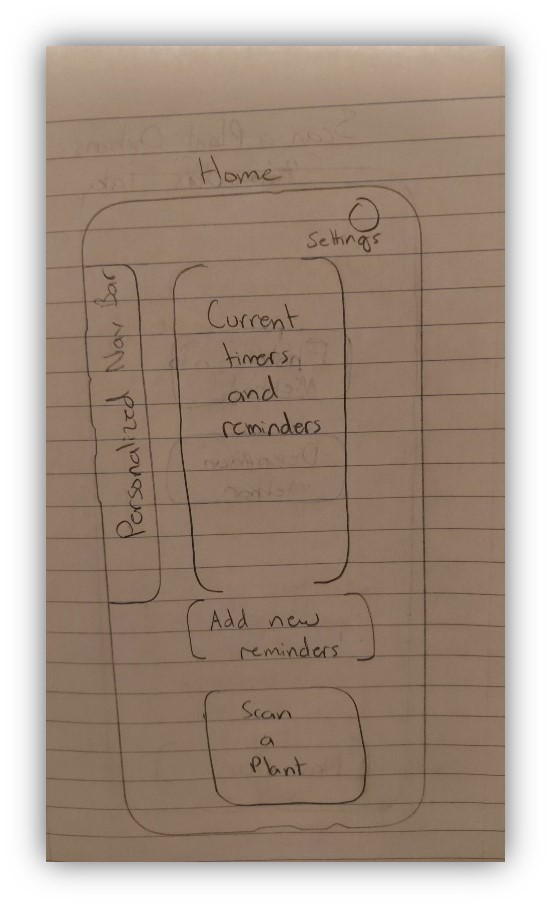 Home
Settings
Personalized Nav Bar
Current
timers
and
reminders
Add new
reminders
Scan
a
Plant